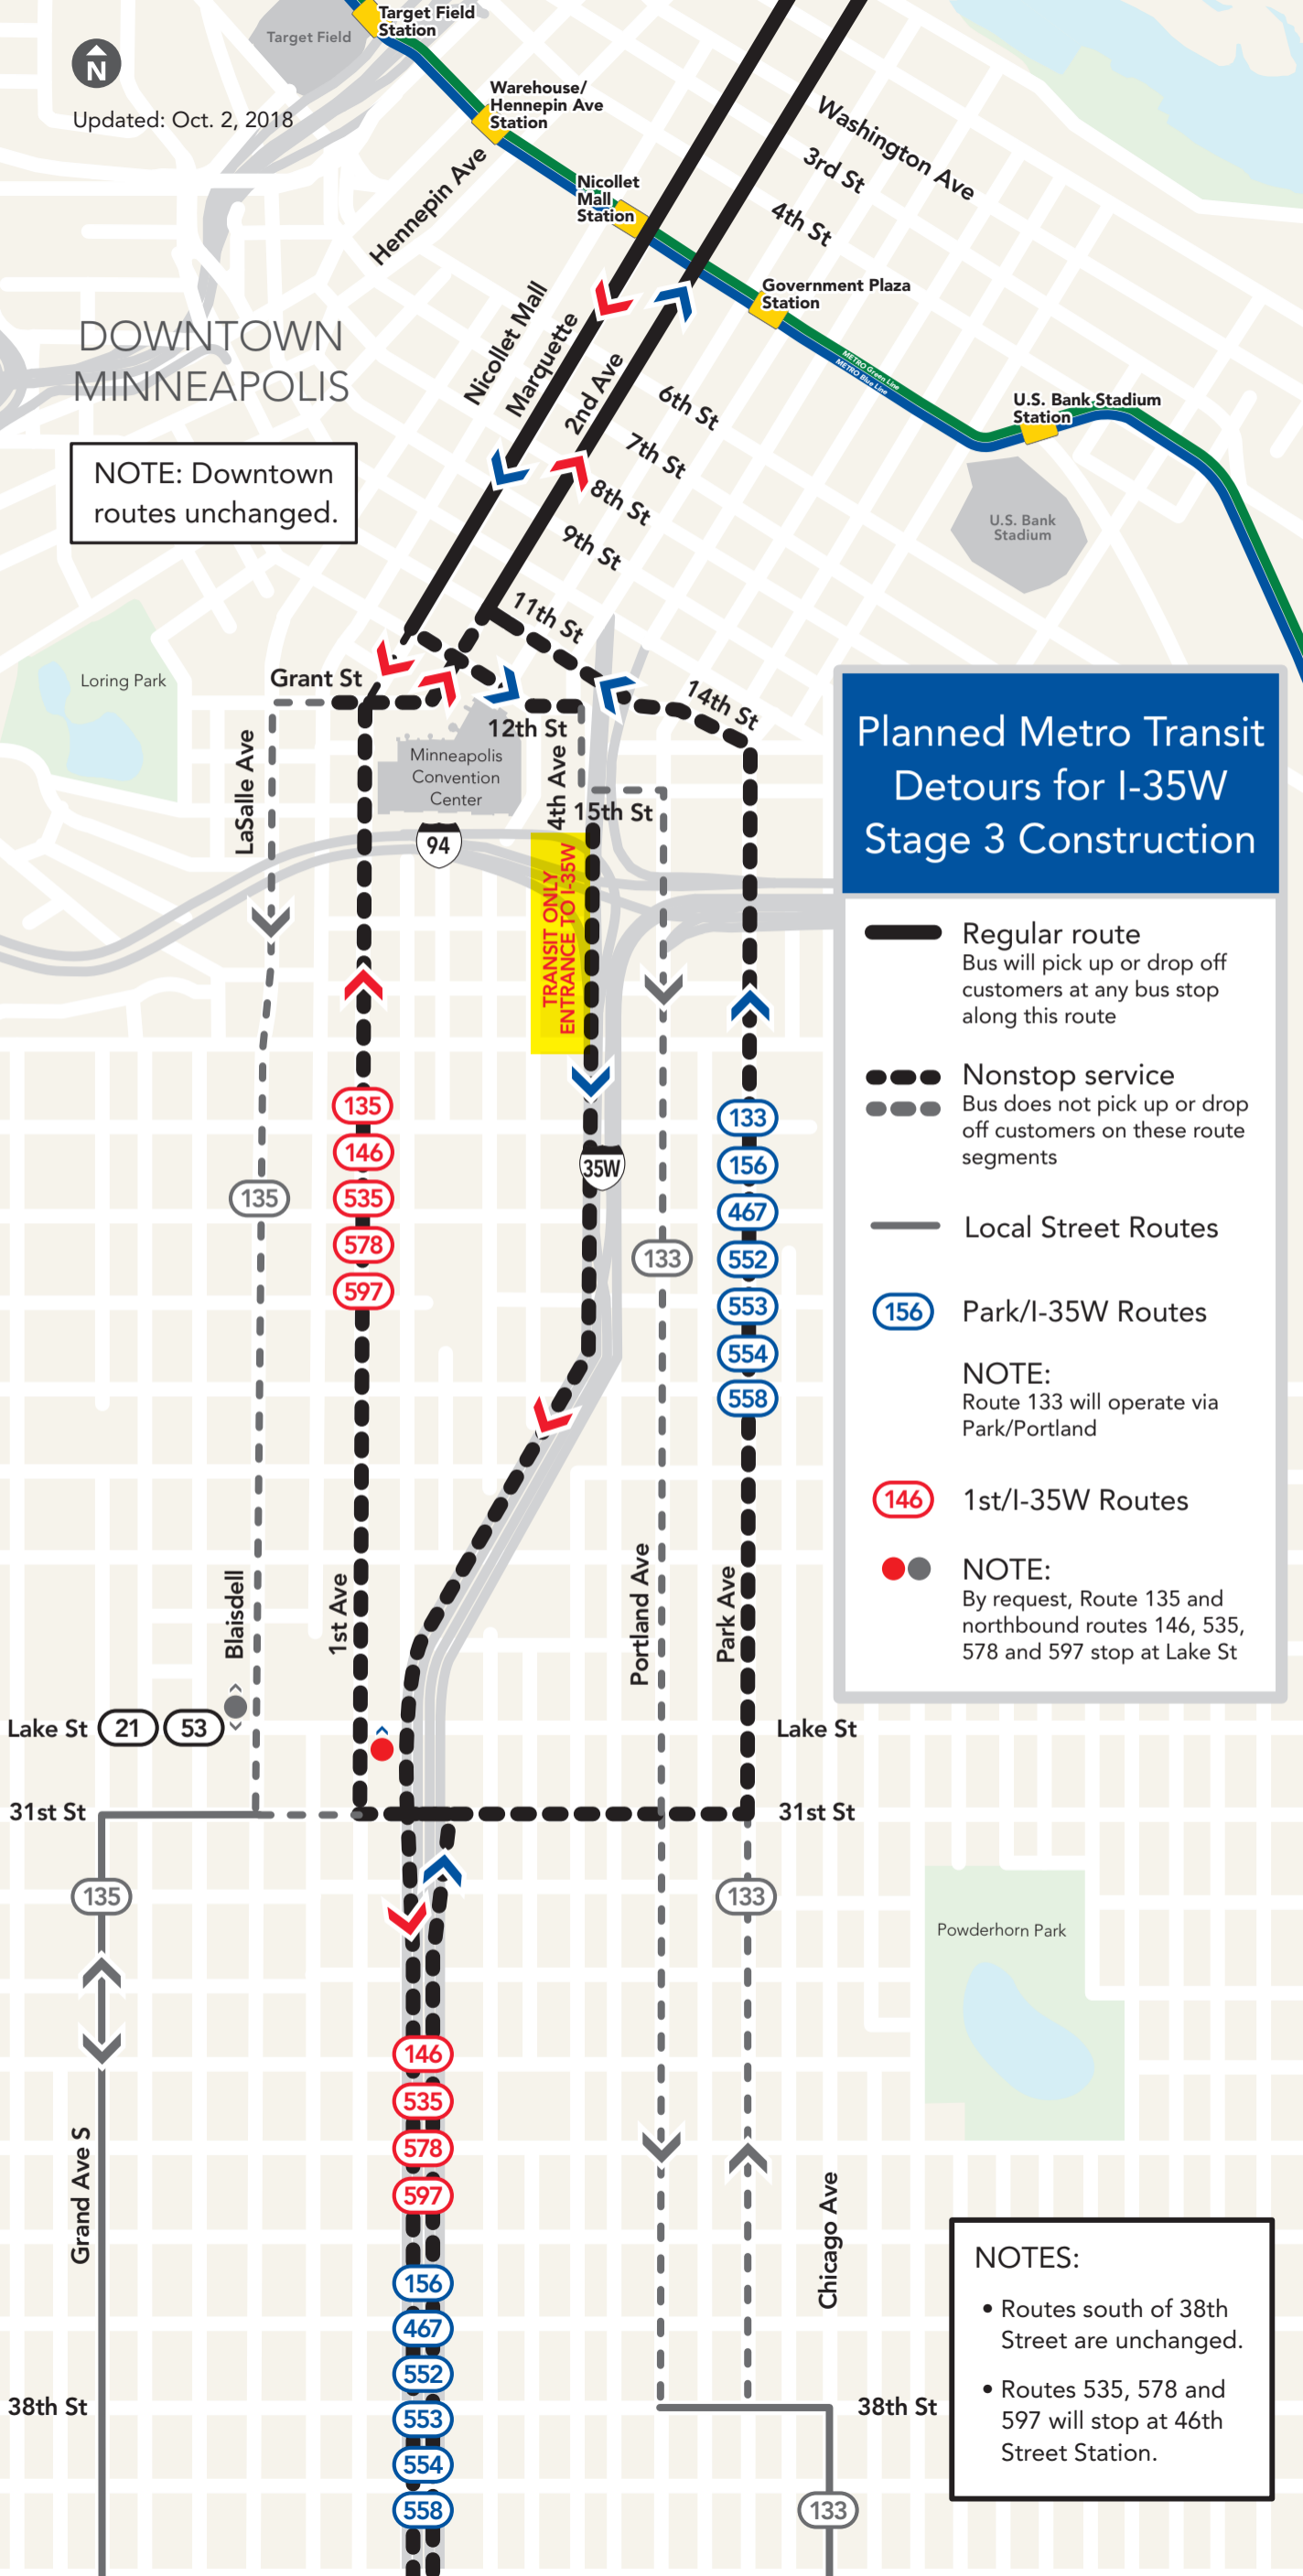 Target Field
Station
Target Field
N
Updated: Oct. 2, 2018
Warehouse/
Hennepin Ave
Station
Hennepin Ave
Washington Ave
3rd St
4th St
Nicollet
Mall
Station
Government Plaza
Station
METRO Green Line
METRO Blue Line
U.S. Bank Stadium
Station
U.S. Bank
Stadium
DOWNTOWN
MINNEAPOLIS
NOTE: Downtown
routes unchanged.
Nicollet Mall
Marquette
2nd Ave
6th St
7th St
8th St
9th St
11th St
Loring Park
Grant St
12th St
14th St
LaSalle Ave
Minneapolis
Convention
Center
4th Ave
15th St
94
TRANSIT ONLY
ENTRANCE TO I-35W
35W
135
135
146
535
578
597
133
133
156
467
552
553
554
558
Planned Metro Transit
Detours for I-35W
Stage 3 Construction
Regular route
Bus will pick up or drop off
customers at any bus stop
along this route
Nonstop service
Bus does not pick up or drop
off customers on these route
segments
Local Street Routes
156
Park/I-35W Routes
NOTE:
Route 133 will operate via
Park/Portland
146
1st/I-35W Routes
NOTE:
By request, Route 135 and
northbound routes 146, 535,
578 and 597 stop at Lake St
Blaisdell
1st Ave
Portland Ave
Park Ave
Lake St
21
53
Lake St
31st St
31st St
135
133
Powderhorn Park
146
535
578
597
156
467
552
553
554
558
Grand Ave S
Chicago Ave
38th St
38th St
133
NOTES:
• Routes south of 38th
Street are unchanged.
• Routes 535, 578 and
597 will stop at 46th
Street Station.